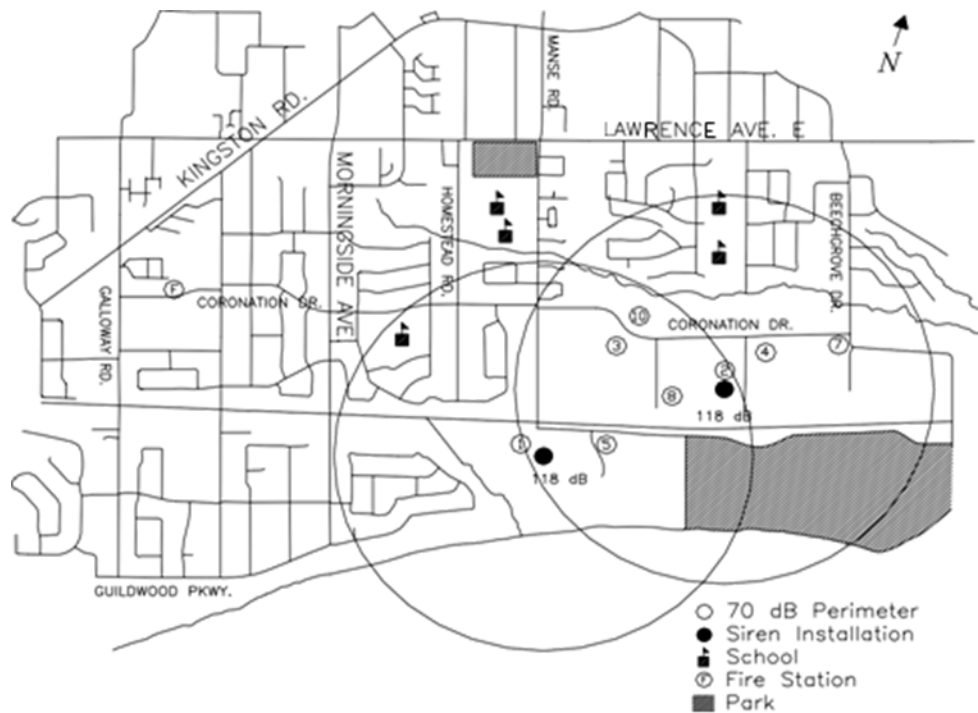 N
MANSE RD.
LAWRENCE AVE. E
KINGSTON RD.
MORNINGSIDE AVE.
HOMESTEAD RD.
BEECHGROVE DR.
F
CORONATION DR.
GALLOWAY RD.
10
CORONATION DR.
3
4
7
2
8
118 dB
1
5
118 dB
GUILDWOOD PKWY.
70 dB Perimeter
Siren Installation
School
F Fire Station
Park